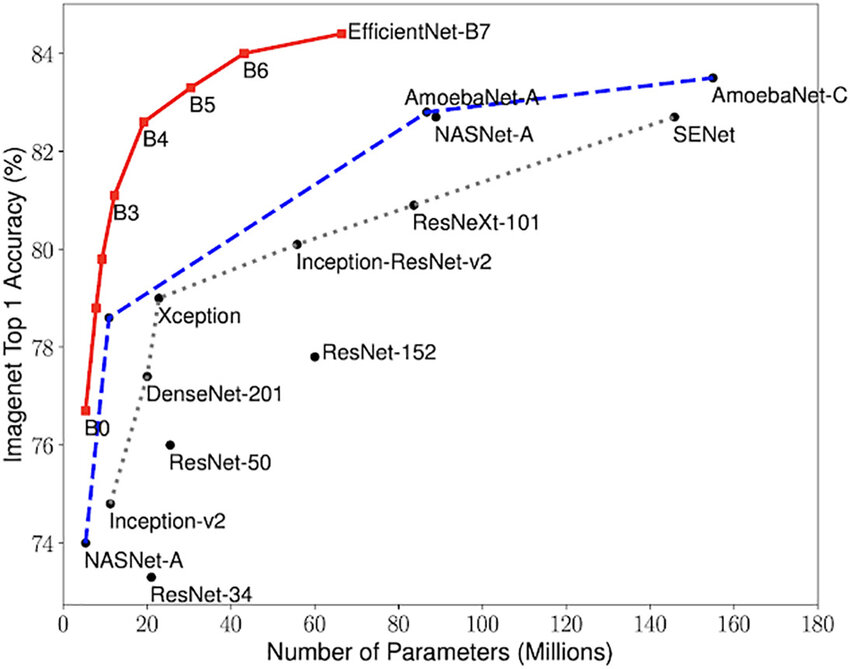 84
82
80
78
76
74
Imagenet Top 1 Accuracy (%)
EfficientNet-B7
B6
B5
B4
B3
B0
AmoebaNet-A
AmoebaNet-C
NASNet-A
SENet
ResNeXt-101
Inception-ResNet-v2
Xception
ResNet-152
DenseNet-201
ResNet-50
Inception-v2
NASNet-A
ResNet-34
0 20 40 60 80 100 120 140 160 180
Number of Parameters (Millions)